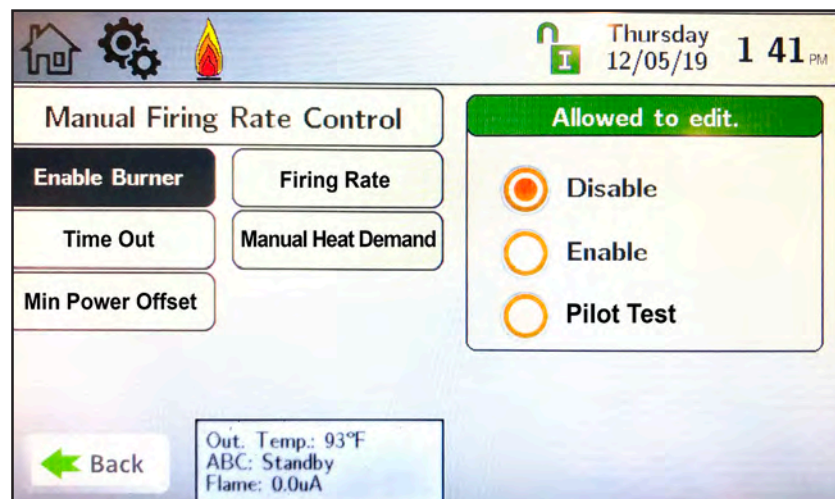 Thursday
12/05/19
1 41 PM
I
Manual Firing Rate Control
Allowed to edit.
Enable Burner
Firing Rate
Time Out
Manual Heat Demand
Min Power Offset
Disable
Enable
Pilot Test
Back
Out. Temp.: 93°F
ABC: Standby
Flame: 0.0uA